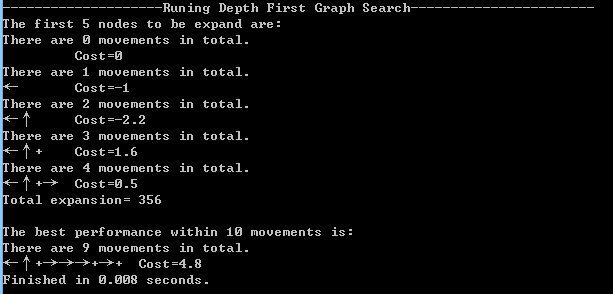 --------------------Runing Depth First Graph Search-----------------------
The first 5 nodes to be expand are:
There are 0 movements in total.
Cost=0
There are 1 movements in total.
← Cost=-1
There are 2 movements in total.
←↑ Cost=-2.2
There are 3 movements in total.
←↑+ Cost=1.6
There are 4 movements in total.
←↑+→ Cost=0.5
Total expansion= 356
The best performance within 10 movements is:
There are 9 movements in total.
←↑+→→→+→+ Cost=4.8
Finished in 0.008 seconds.